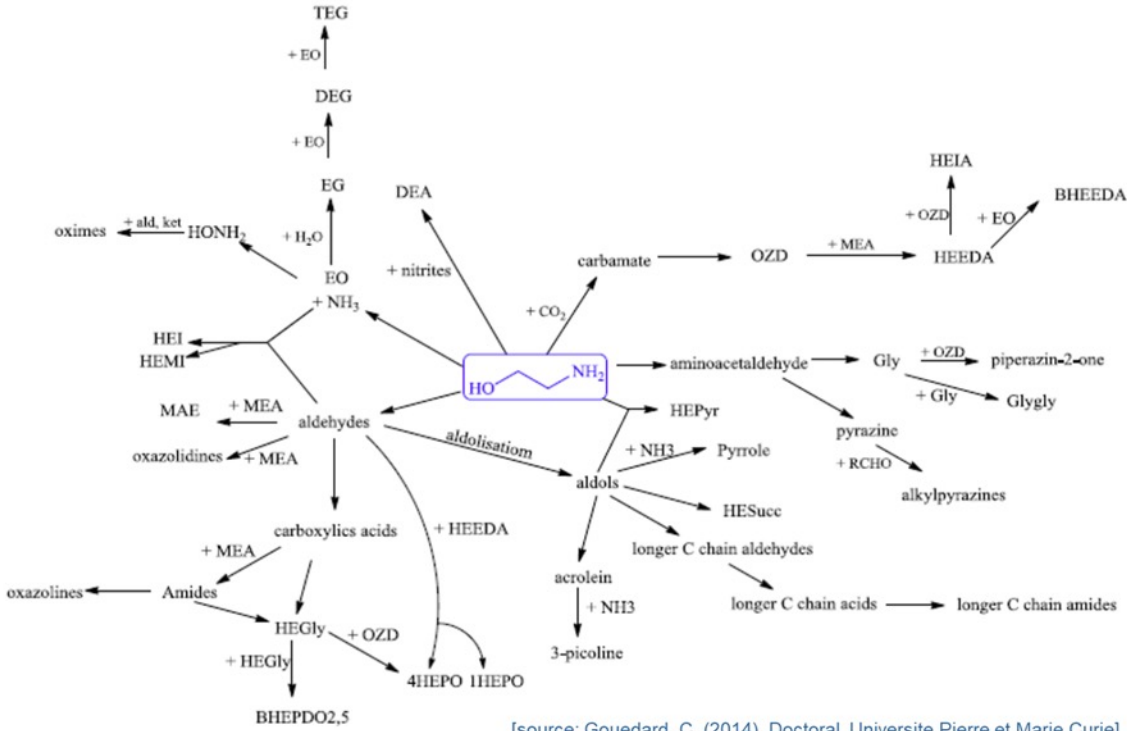 TEG
+ EO
DEG
+ EO
EG
DEA
HEIA
BHEEDA
+ OZD
+ EO
oximes
+ ald, ket
HONH₂
+ H₂O
+ nitrites
carbamate
OZD
+ MEA
HEEDA
EO
+ NH₃
+ CO₂
HEI
HEMI
HO
NH₂
aminoacetaldehyde
Gly
+ OZD
piperazin-2-one
+ Gly
Glygly
MAE
+ MEA
aldehydes
HEPyr
pyrazine
oxazolidines
+ MEA
aldolisatiom
+ NH3
Pyrrole
+ RCHO
aldols
alkylpyrazines
HESucc
carboxylics acids
+ HEEDA
longer C chain aldehydes
+ MEA
acrolein
oxazolines
Amides
+ NH3
longer C chain acids
longer C chain amides
HEGly
+ OZD
3-picoline
+ HEGly
4HEPO 1HEPO
BHEPDO2,5
[source: Gouedard, C. (2014), Doctoral, Universite Pierre et Marie Curie]